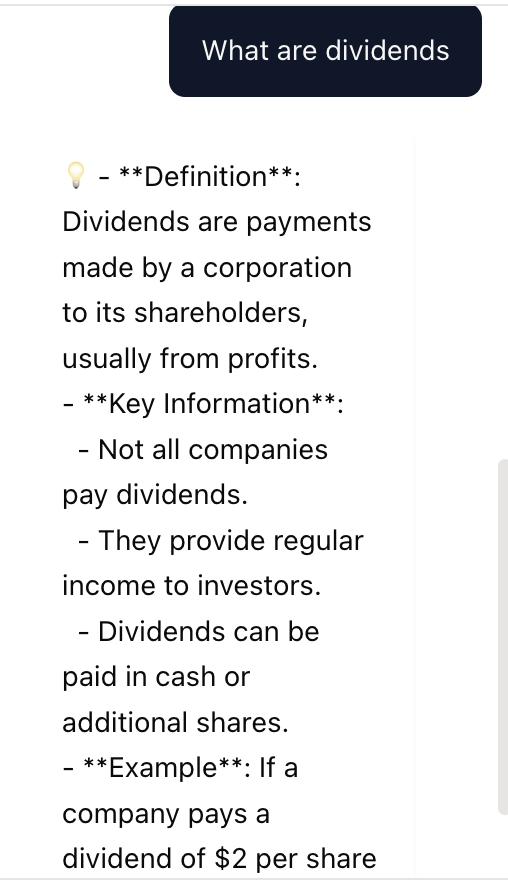 What are dividends
💡 - **Definition**:
Dividends are payments
made by a corporation
to its shareholders,
usually from profits.
- **Key Information**:
- Not all companies
pay dividends.
- They provide regular
income to investors.
- Dividends can be
paid in cash or
additional shares.
- **Example**: If a
company pays a
dividend of $2 per share